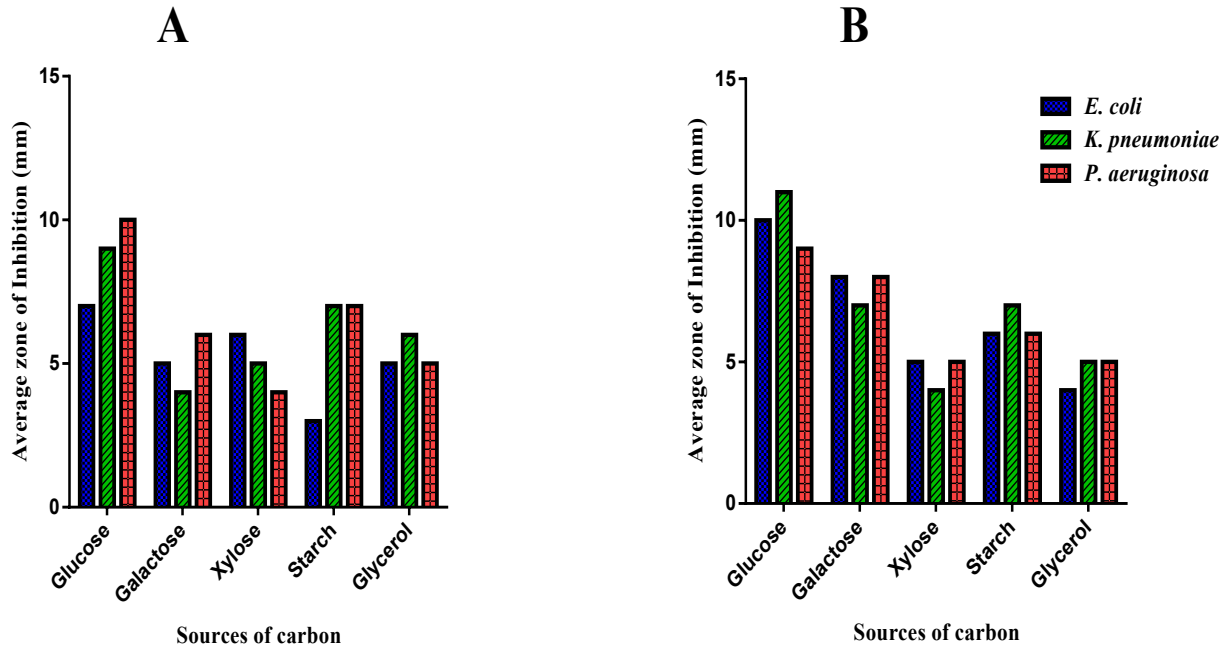 A
Average zone of Inhibition (mm)
15
10
5
0
Glucose
Galactose
Xylose
Starch
Glycerol
Sources of carbon
B
Average zone of Inhibition (mm)
15
10
5
0
Glucose
Galactose
Xylose
Starch
Glycerol
Sources of carbon
E. coli
K. pneumoniae
P. aeruginosa